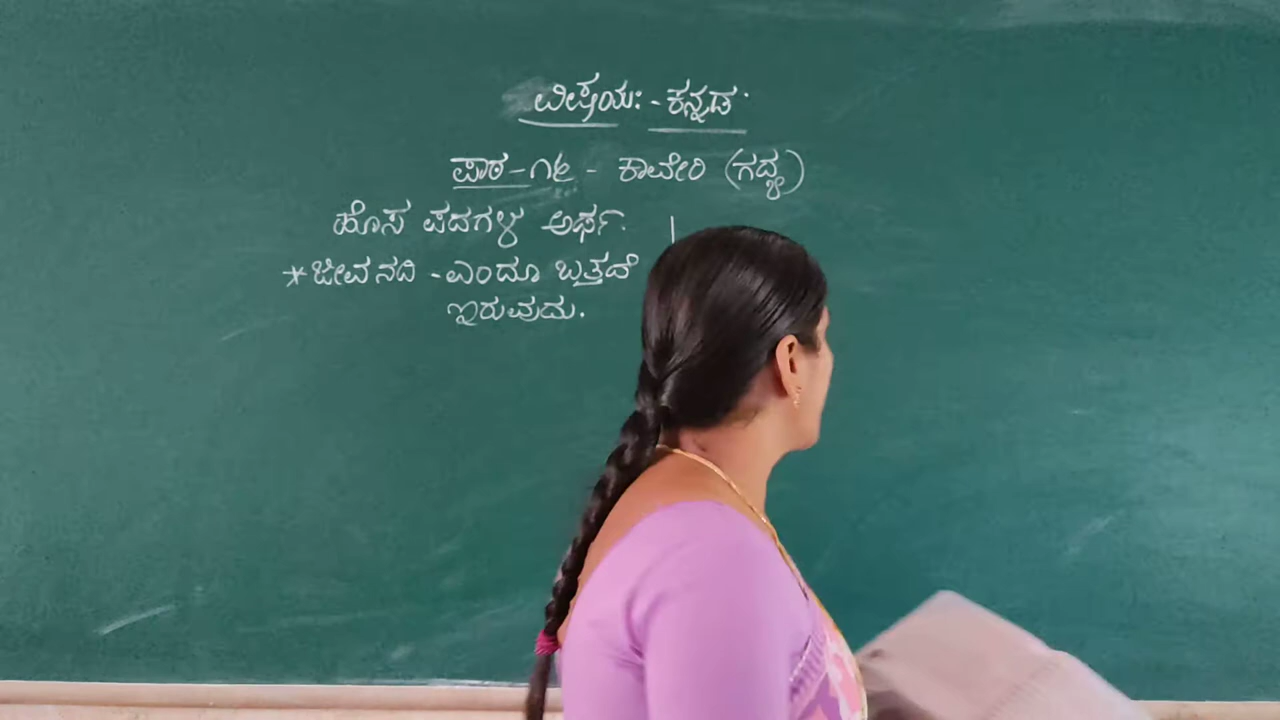 ವಿಷಯ: - ಕನ್ನಡ.
ಪಾಠ - ೧೬ - ಕಾವೇರಿ (ಗದ್ಯ)
ಹೊಸ ಪದಗಳ ಅರ್ಥ.
* ಜೀವನದಿ - ಎಂದೂ ಬತ್ತದೆ
ಇರುವುದು.